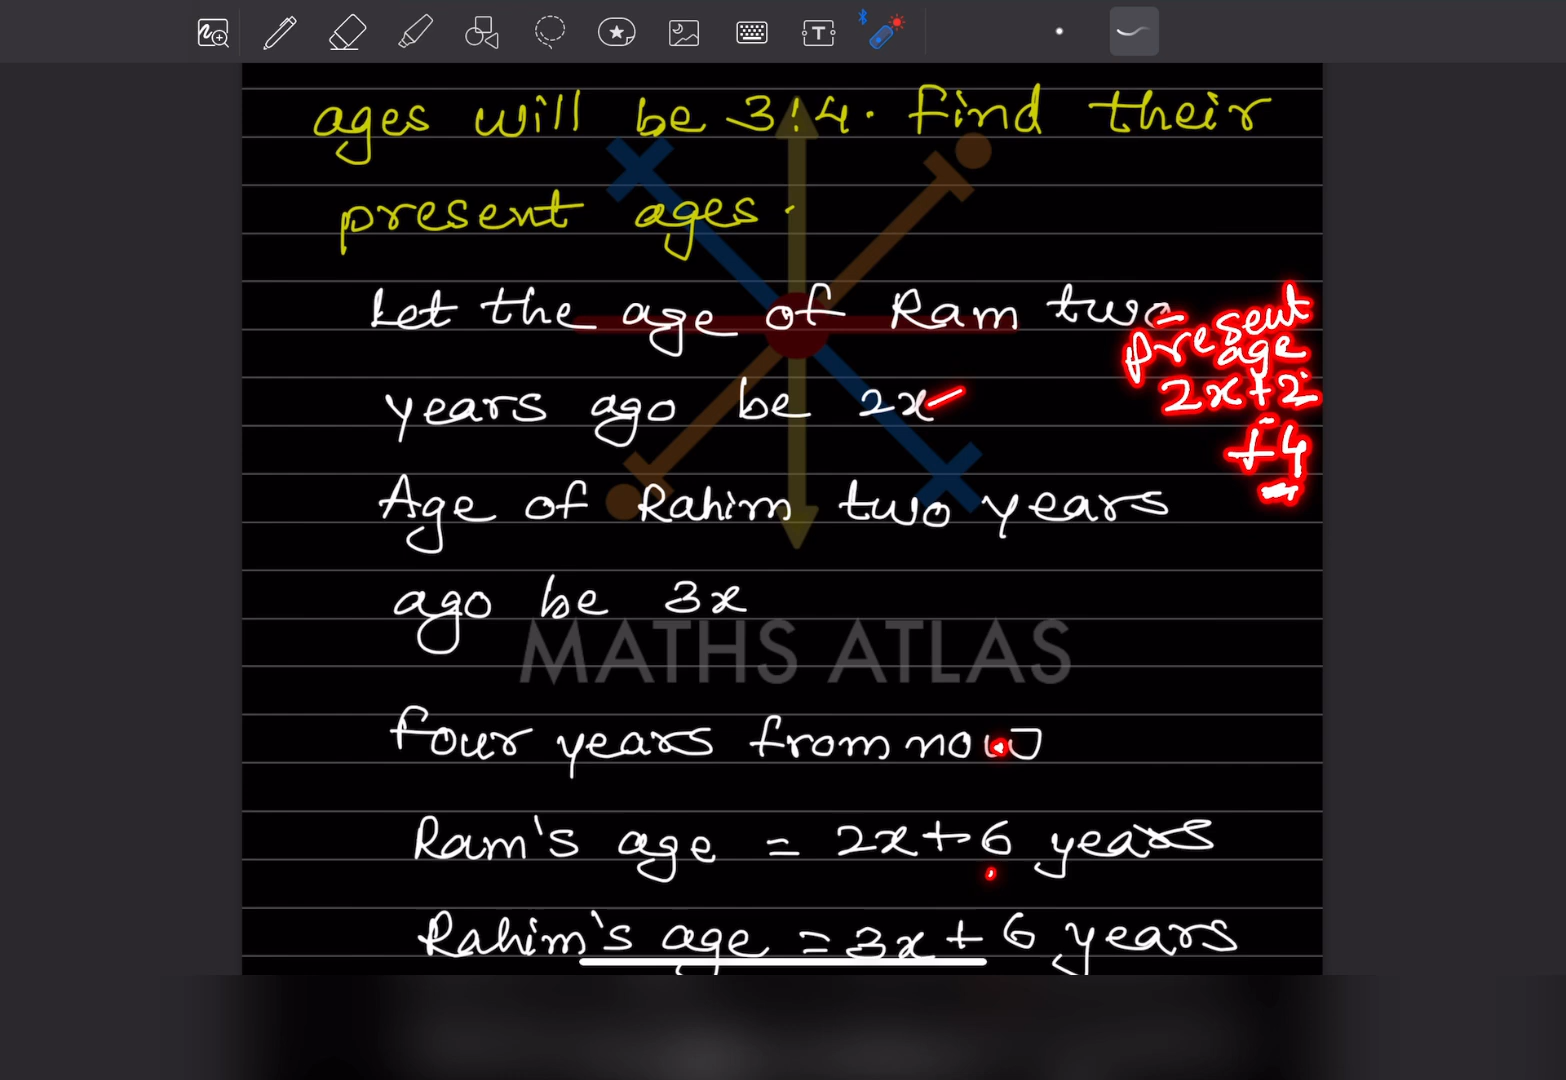 ages will be 3:4. find their
present ages.
Let the age of Ram two
present
age
2x+2
+4
years ago be 2x
Age of Rahim two years
ago be 3x
MATHS ATLAS
four years from now
Ram's age = 2x+6 years
Rahim's age = 3x+6 years